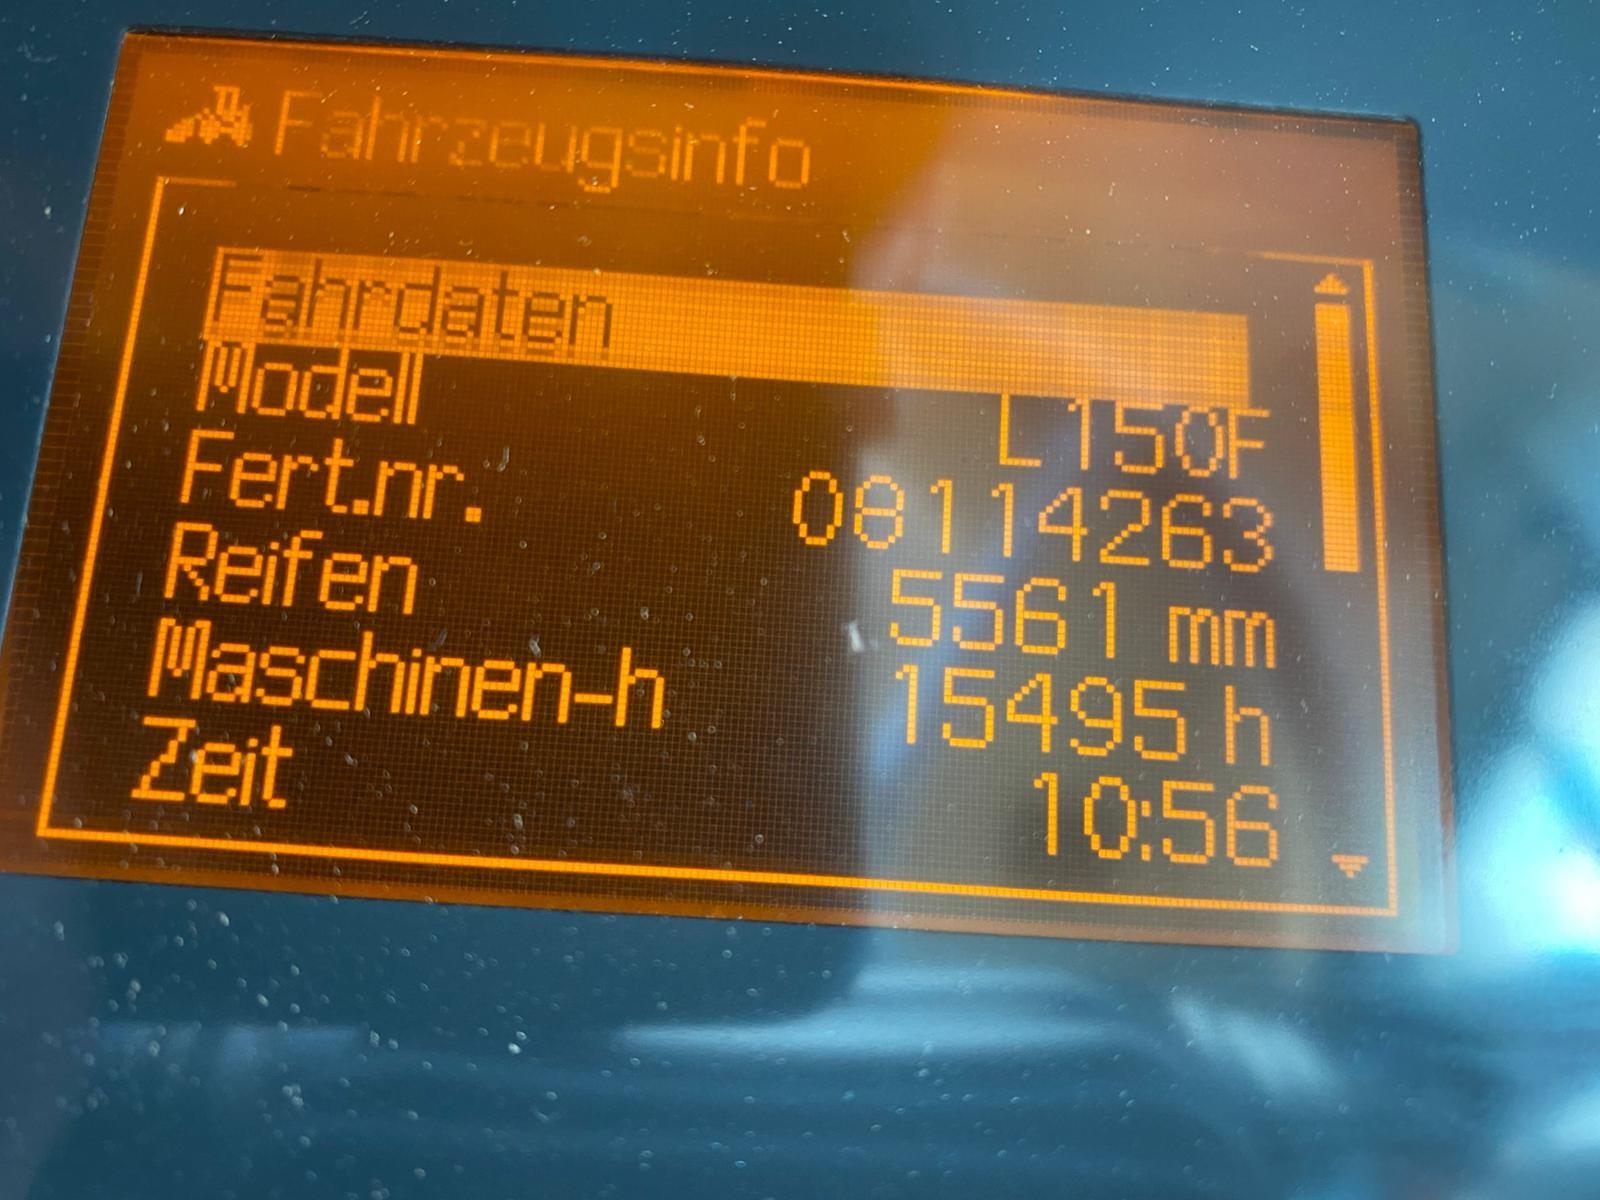 Fahrzeugsinfo
Fahrdaten
Modell L150F
Fert.nr. 08114263
Reifen 5561 mm
Maschinen-h 15495 h
Zeit 10:56